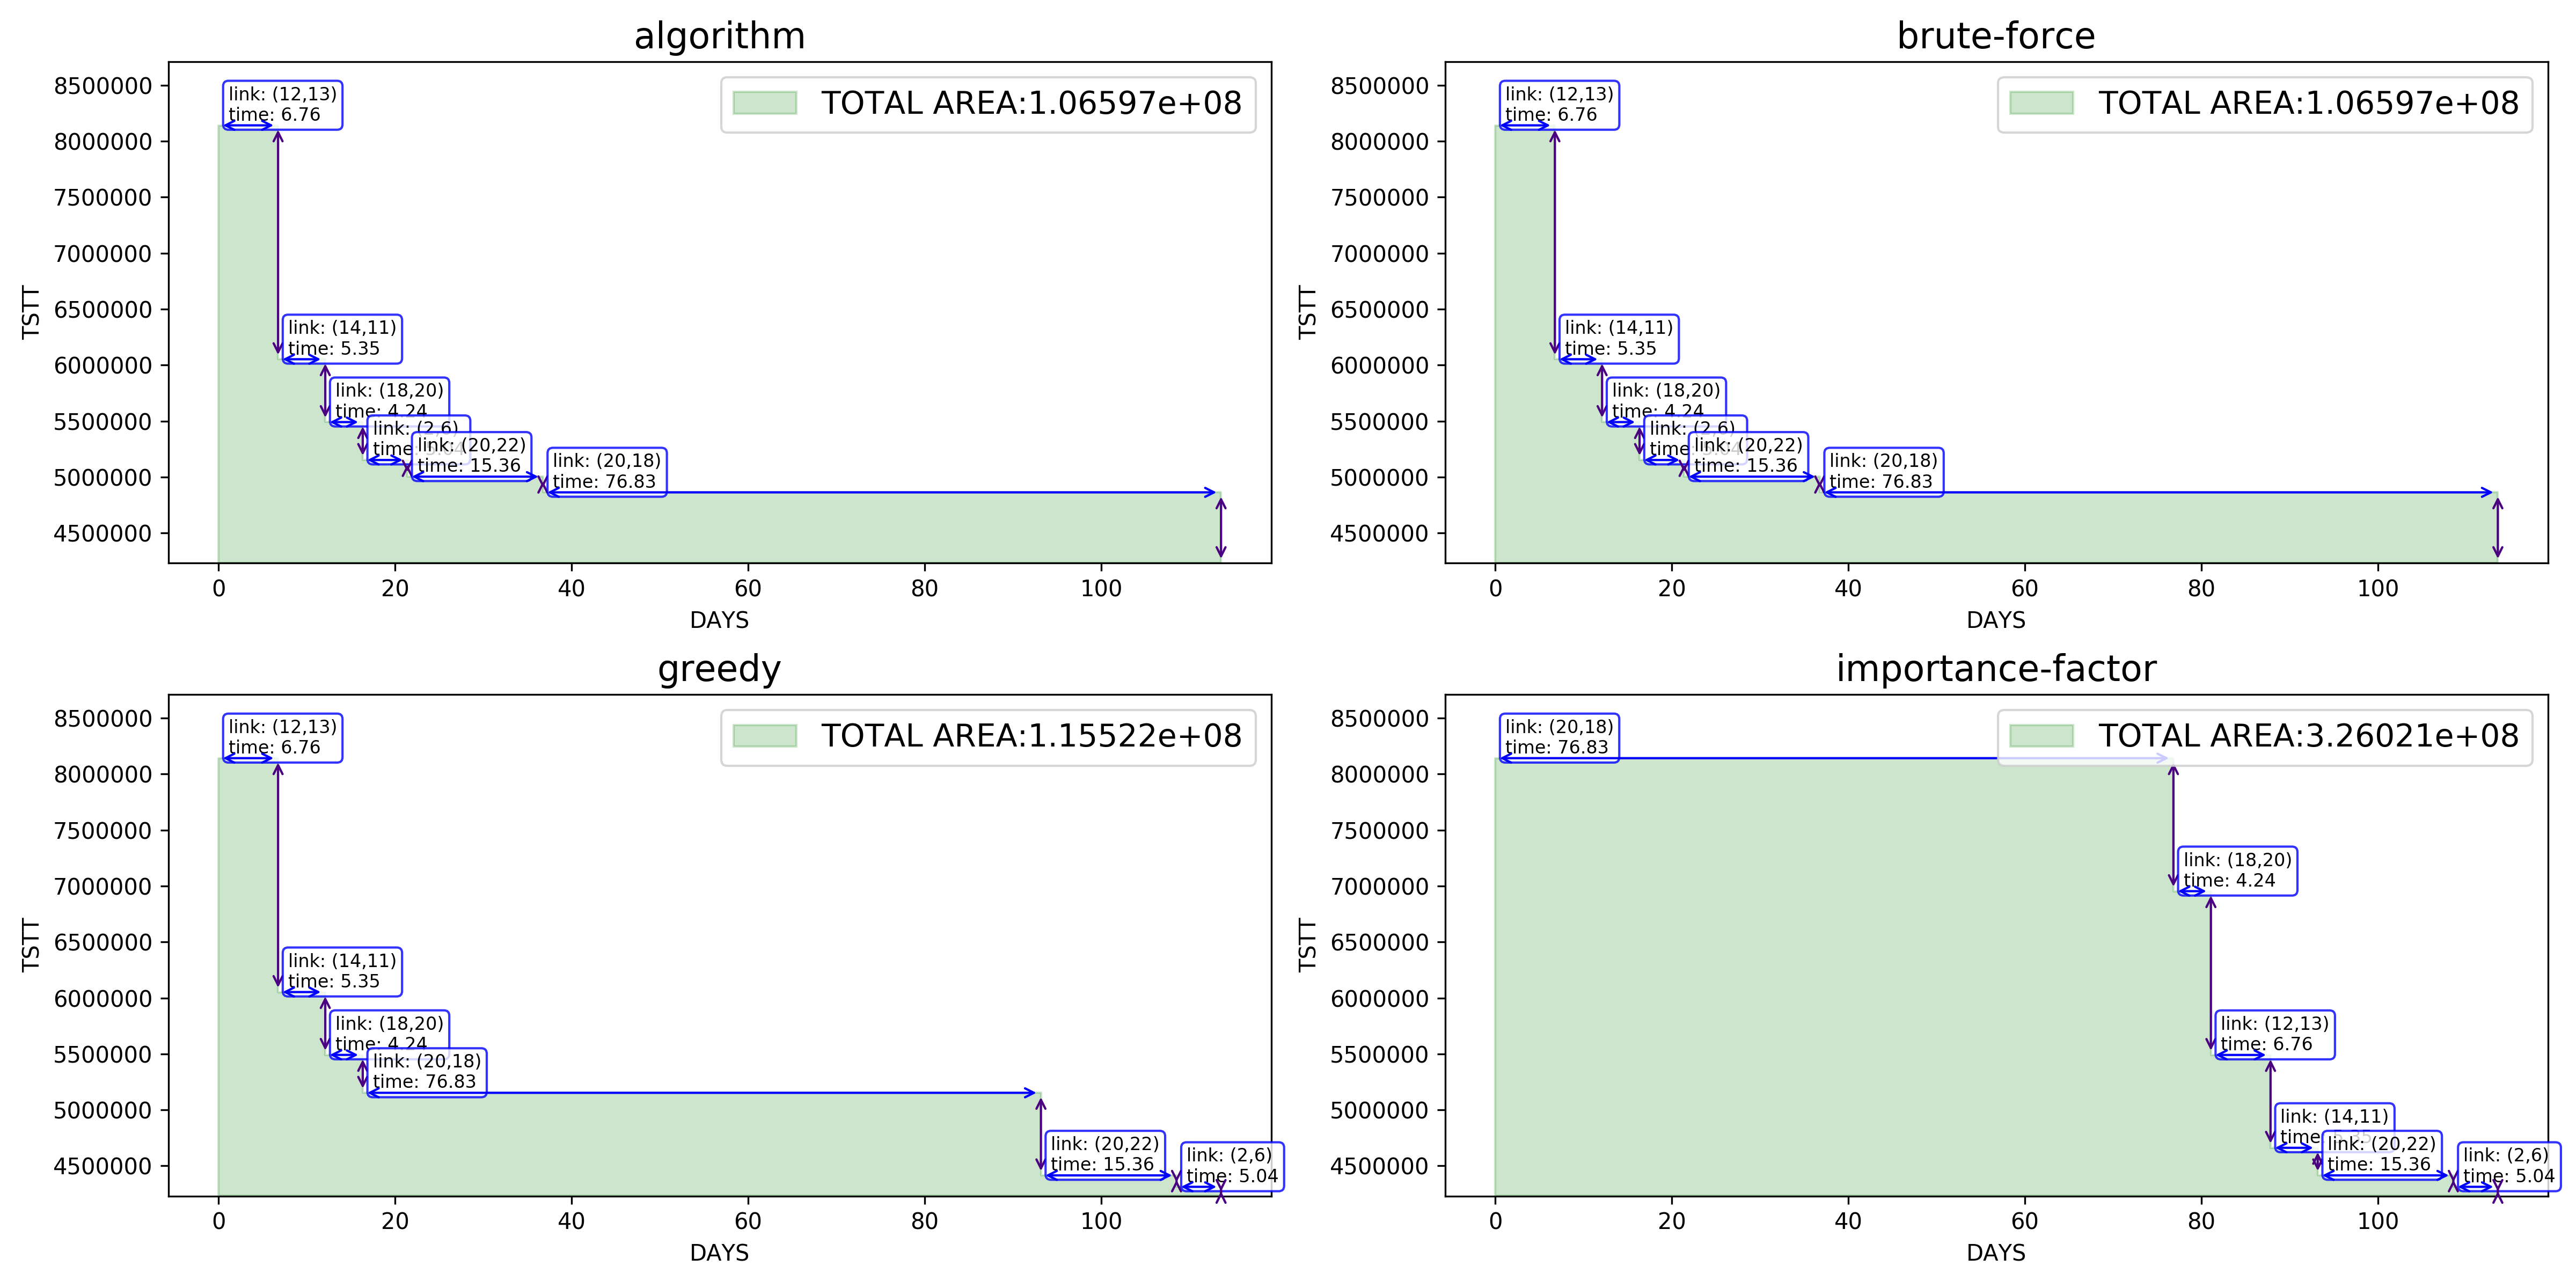 algorithm
8500000
8000000
7500000
7000000
6500000
6000000
5500000
5000000
4500000
TSTT
link: (12,13)
time: 6.76
TOTAL AREA:1.06597e+08
link: (14,11)
time: 5.35
link: (18,20)
time: 4.24
link: (2,6)
link: (20,22)
time: 15.36
link: (20,18)
time: 76.83
0 20 40 60 80 100
DAYS
brute-force
8500000
8000000
7500000
7000000
6500000
6000000
5500000
5000000
4500000
TSTT
link: (12,13)
time: 6.76
TOTAL AREA:1.06597e+08
link: (14,11)
time: 5.35
link: (18,20)
time: 4.24
link: (2,6)
link: (20,22)
time: 15.36
link: (20,18)
time: 76.83
0 20 40 60 80 100
DAYS
greedy
8500000
8000000
7500000
7000000
6500000
6000000
5500000
5000000
4500000
TSTT
link: (12,13)
time: 6.76
TOTAL AREA:1.15522e+08
link: (14,11)
time: 5.35
link: (18,20)
time: 4.24
link: (20,18)
time: 76.83
link: (20,22)
time: 15.36
link: (2,6)
time: 5.04
0 20 40 60 80 100
DAYS
importance-factor
8500000
8000000
7500000
7000000
6500000
6000000
5500000
5000000
4500000
TSTT
link: (20,18)
time: 76.83
TOTAL AREA:3.26021e+08
link: (18,20)
time: 4.24
link: (12,13)
time: 6.76
link: (14,11)
time: 5.35
link: (20,22)
time: 15.36
link: (2,6)
time: 5.04
0 20 40 60 80 100
DAYS